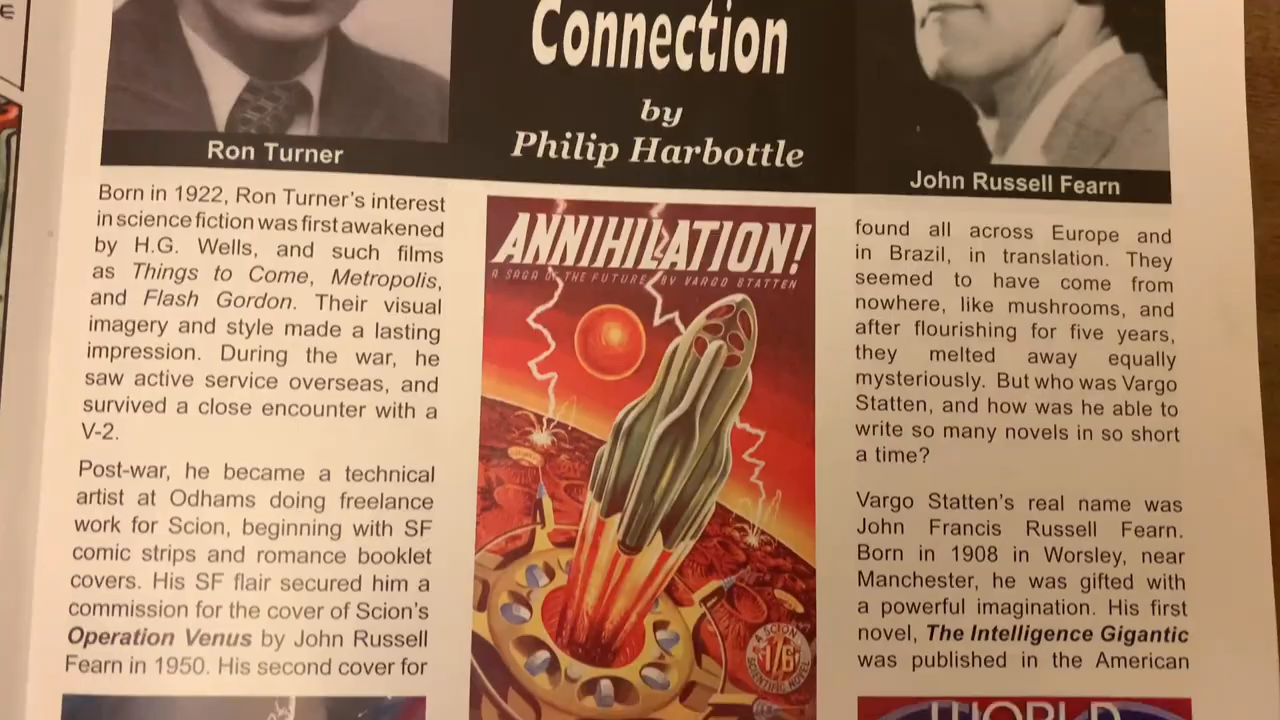 Connection
by
Philip Harbottle
Ron Turner
John Russell Fearn
Born in 1922, Ron Turner's interest
in science fiction was first awakened
by H.G. Wells, and such films
as Things to Come, Metropolis,
and Flash Gordon. Their visual
imagery and style made a lasting
impression. During the war, he
saw active service overseas, and
survived a close encounter with a
V-2.
Post-war, he became a technical
artist at Odhams doing freelance
work for Scion, beginning with SF
comic strips and romance booklet
covers. His SF flair secured him a
commission for the cover of Scion's
Operation Venus by John Russell
Fearn in 1950. His second cover for
ANNIHILATION!
A SAGA OF THE FUTURE BY VARGO STATTEN
A SCION
1/6
SCIENTIFIC NOVEL
found all across Europe and
in Brazil, in translation. They
seemed to have come from
nowhere, like mushrooms, and
after flourishing for five years,
they melted away equally
mysteriously. But who was Vargo
Statten, and how was he able to
write so many novels in so short
a time?
Vargo Statten's real name was
John Francis Russell Fearn.
Born in 1908 in Worsley, near
Manchester, he was gifted with
a powerful imagination. His first
novel, The Intelligence Gigantic
was published in the American
WORLD